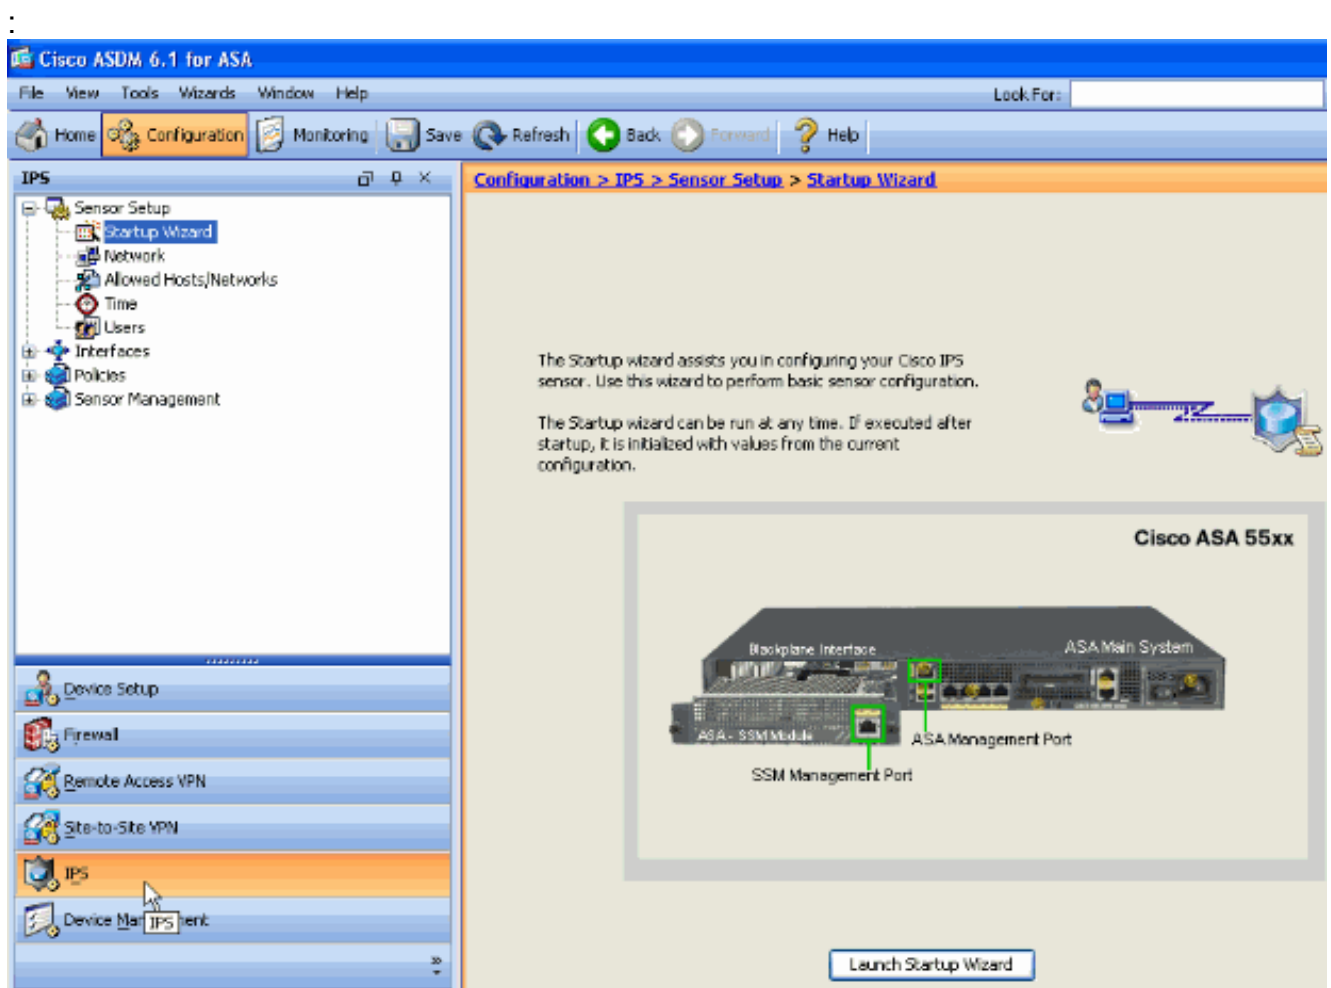 :
Cisco ASDM 6.1 for ASA
File View Tools Wizards Window Help Look For:
Home Configuration Monitoring Save Refresh Back Forward Help
IPS
Configuration > IPS > Sensor Setup > Startup Wizard
Sensor Setup
Startup Wizard
Network
Allowed Hosts/Networks
Time
Users
Interfaces
Policies
Sensor Management
The Startup wizard assists you in configuring your Cisco IPS
sensor. Use this wizard to perform basic sensor configuration.
The Startup wizard can be run at any time. If executed after
startup, it is initialized with values from the current
configuration.
Cisco ASA 55xx
Blackplane Interface
ASA Main System
ASA - SSM Module
ASA Management Port
SSM Management Port
Device Setup
Firewall
Remote Access VPN
Site-to-Site VPN
IPS
Device Mar
IPS
ent
Launch Startup Wizard